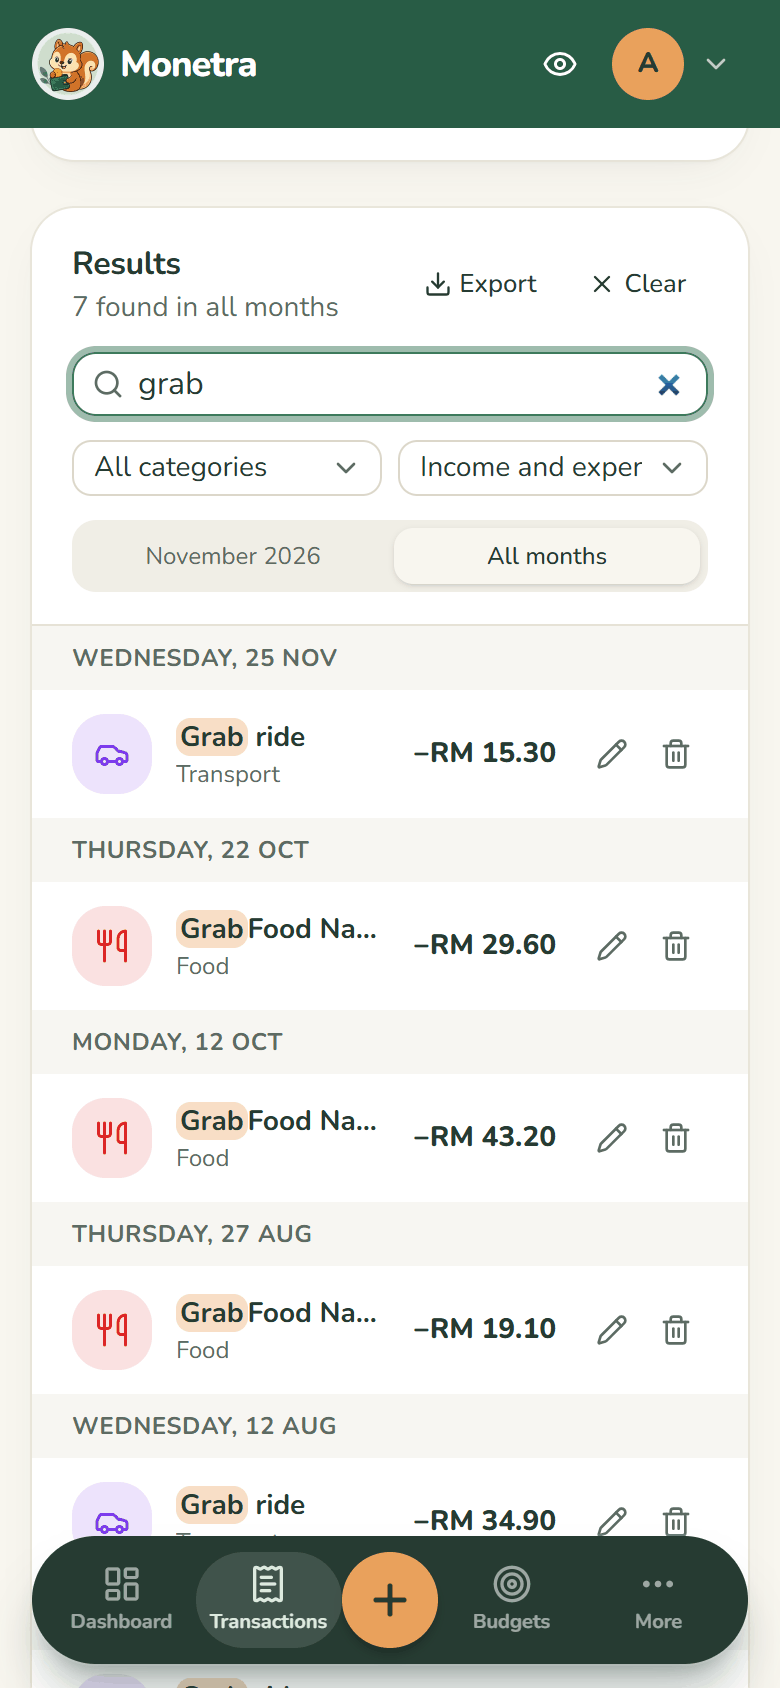 Monetra
A
Results
7 found in all months
Export
Clear
grab
All categories
Income and exper
November 2026
All months
WEDNESDAY, 25 NOV
Grab ride
Transport
–RM 15.30
THURSDAY, 22 OCT
GrabFood Na...
Food
–RM 29.60
MONDAY, 12 OCT
GrabFood Na...
Food
–RM 43.20
THURSDAY, 27 AUG
GrabFood Na...
Food
–RM 19.10
WEDNESDAY, 12 AUG
Grab ride
–RM 34.90
Dashboard
Transactions
Budgets
More